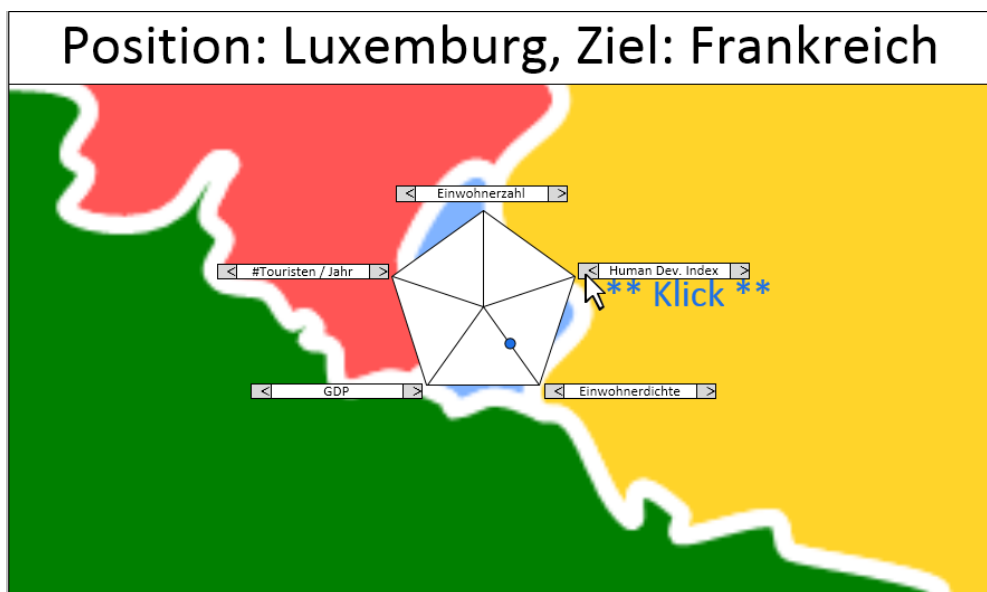 Position: Luxemburg, Ziel: Frankreich
< Einwohnerzahl >
< #Touristen / Jahr >
< Human Dev. Index >
** Klick **
< GDP >
< Einwohnerdichte >